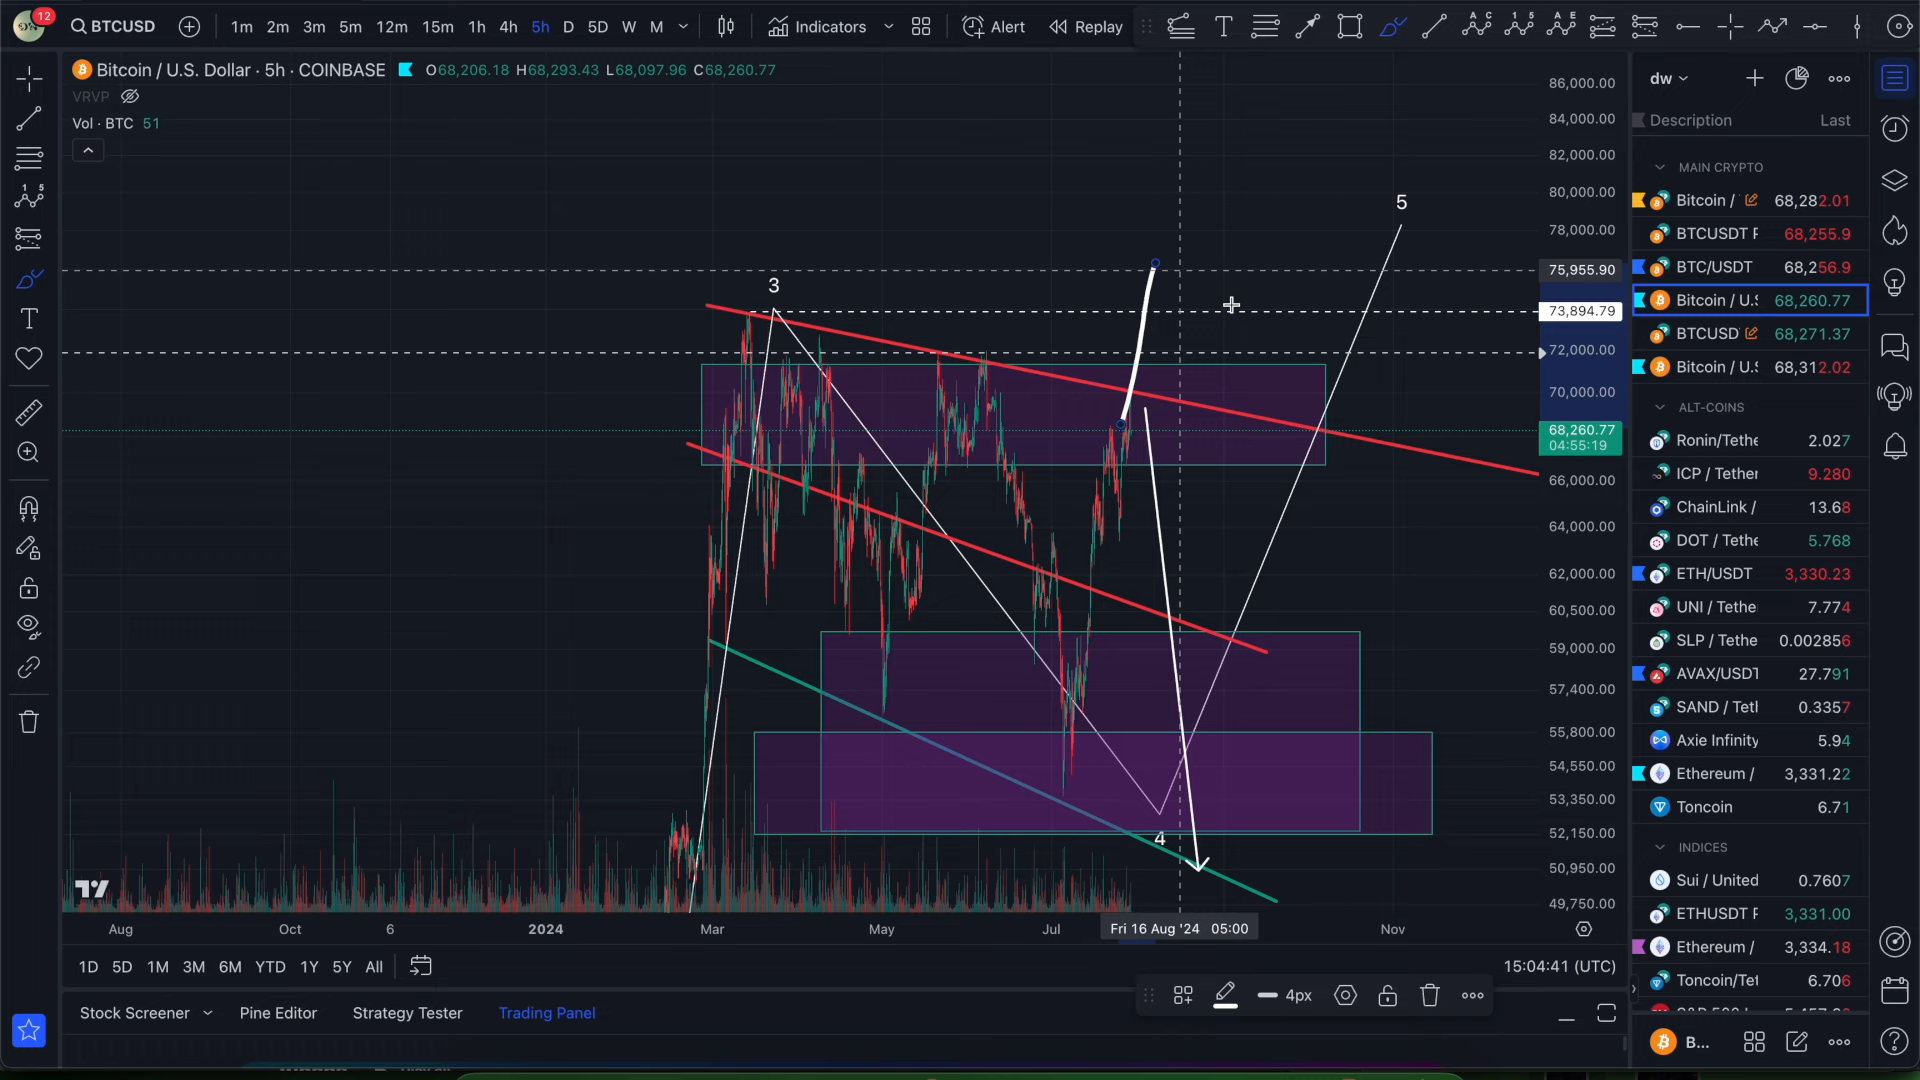 12
BTCUSD
1m 2m 3m 5m 12m 15m 1h 4h 5h D 5D W M
Indicators
Alert
Replay
Bitcoin / U.S. Dollar · 5h · COINBASE
O68,206.18 H68,293.43 L68,097.96 C68,260.77
VRVP
Vol · BTC 51
86,000.00
84,000.00
82,000.00
80,000.00
78,000.00
75,955.90
73,894.79
72,000.00
70,000.00
68,260.77
04:55:19
66,000.00
64,000.00
62,000.00
60,500.00
59,000.00
57,400.00
55,800.00
54,550.00
53,350.00
52,150.00
50,950.00
49,750.00
3
4
5
Aug Oct 6 2024 Mar May Jul Fri 16 Aug '24 05:00 Nov
1D 5D 1M 3M 6M YTD 1Y 5Y All
15:04:41 (UTC)
4px
Stock Screener Pine Editor Strategy Tester Trading Panel
dw
Description Last
MAIN CRYPTO
Bitcoin / 68,282.01
BTCUSDT F 68,255.9
BTC/USDT 68,256.9
Bitcoin / U.S 68,260.77
BTCUSD 68,271.37
Bitcoin / U.S 68,312.02
ALT-COINS
Ronin/Tethe 2.027
ICP / Tether 9.280
ChainLink / 13.68
DOT / Tethe 5.768
ETH/USDT 3,330.23
UNI / Tethe 7.774
SLP / Tethe 0.002856
AVAX/USDT 27.791
SAND / Tetl 0.3357
Axie Infinity 5.94
Ethereum / 3,331.22
Toncoin 6.71
INDICES
Sui / United 0.7607
ETHUSDT F 3,331.00
Ethereum / 3,334.18
Toncoin/Tet 6.706
B...